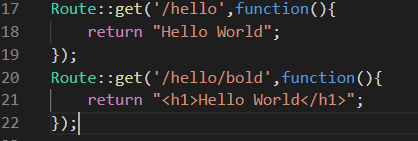 17 Route::get('/hello',function(){
18     return "Hello World";
19 });
20 Route::get('/hello/bold',function(){
21     return "<h1>Hello World</h1>";
22 });